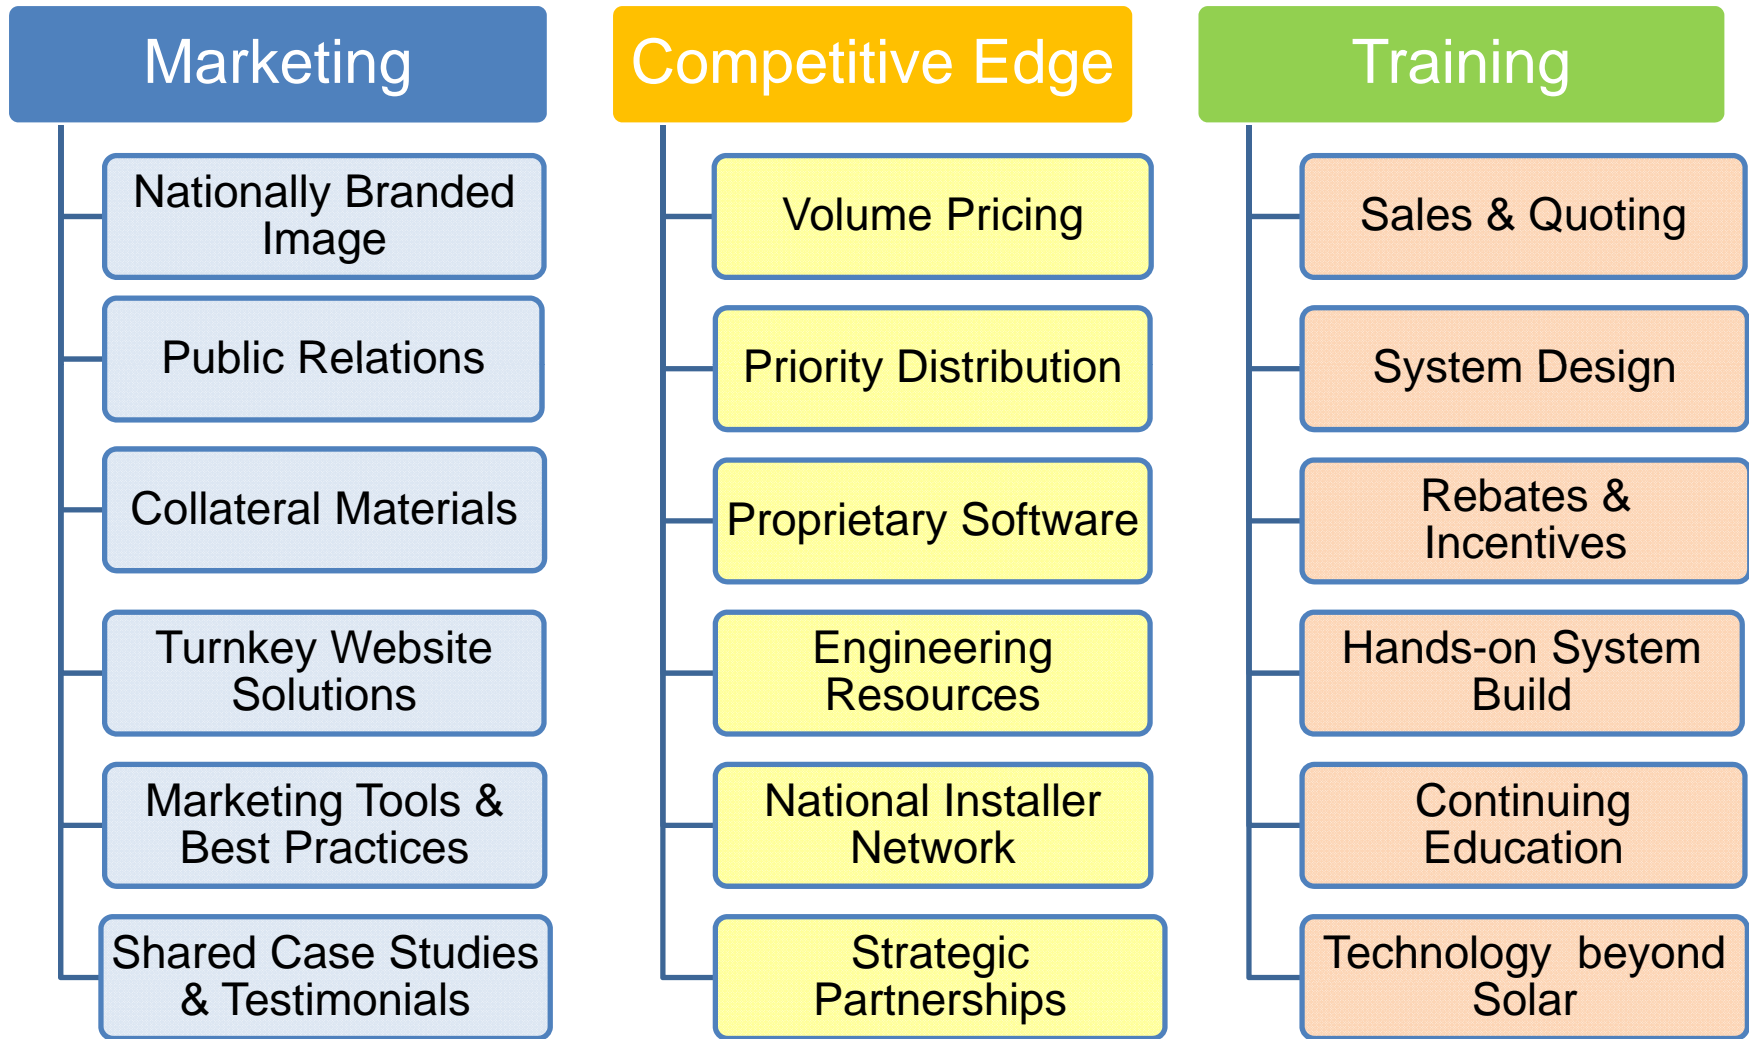 Marketing
Nationally Branded
Image
Public Relations
Collateral Materials
Turnkey Website
Solutions
Marketing Tools &
Best Practices
Shared Case Studies
& Testimonials
Competitive Edge
Volume Pricing
Priority Distribution
Proprietary Software
Engineering
Resources
National Installer
Network
Strategic
Partnerships
Training
Sales & Quoting
System Design
Rebates &
Incentives
Hands-on System
Build
Continuing
Education
Technology beyond
Solar